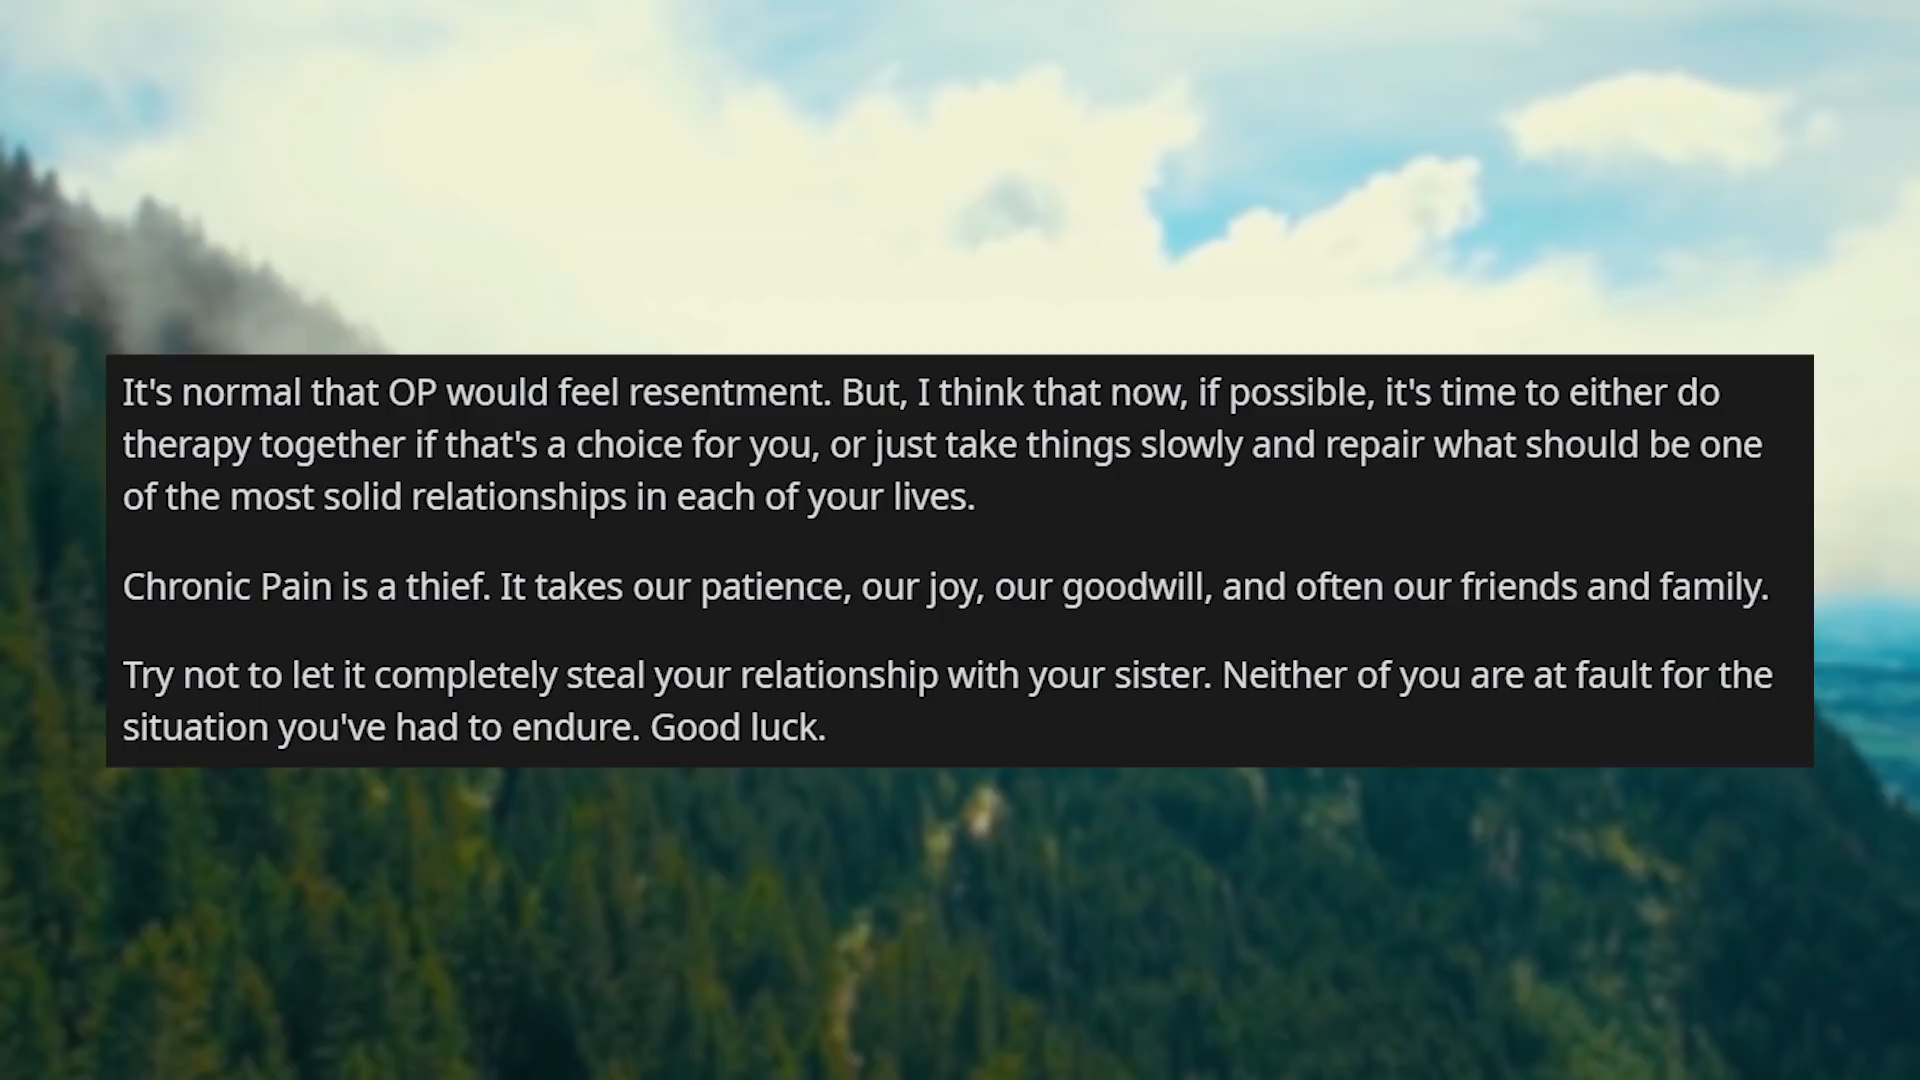 It's normal that OP would feel resentment. But, I think that now, if possible, it's time to either do
therapy together if that's a choice for you, or just take things slowly and repair what should be one
of the most solid relationships in each of your lives.
Chronic Pain is a thief. It takes our patience, our joy, our goodwill, and often our friends and family.
Try not to let it completely steal your relationship with your sister. Neither of you are at fault for the
situation you've had to endure. Good luck.